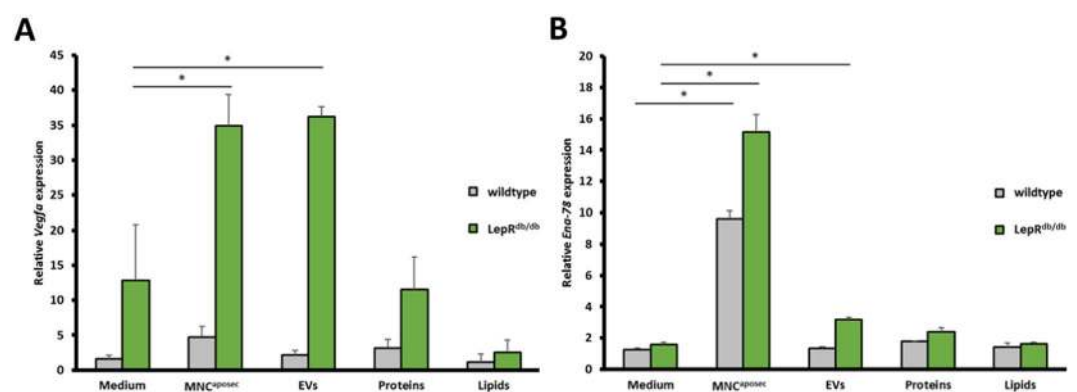 A
Relative Vegfa expression
45
40
35
30
25
20
15
10
5
0
*
*
wildtype
LepRdb/db
Medium MNCaposec EVs Proteins Lipids
B
Relative Ena-78 expression
20
18
16
14
12
10
8
6
4
2
0
*
*
*
wildtype
LepRdb/db
Medium MNCaposec EVs Proteins Lipids